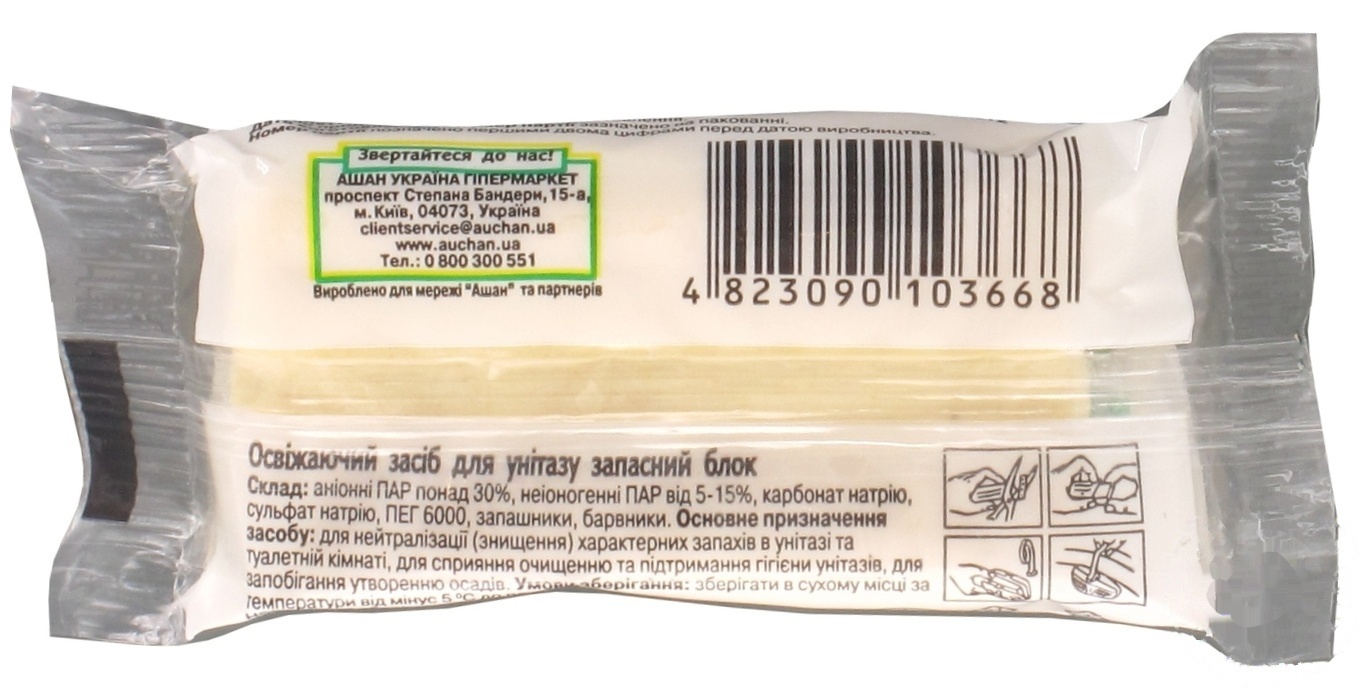 зазначено на пакованні.
позначено першими двома цифрами перед датою виробництва.
Звертайтеся до нас!
АШАН УКРАЇНА ГІПЕРМАРКЕТ
проспект Степана Бандери, 15-а,
м. Київ, 04073, Україна
clientservice@auchan.ua
www.auchan.ua
Тел.: 0 800 300 551
Вироблено для мережі "Ашан" та партнерів
4 823090 103668
Освіжаючий засіб для унітазу запасний блок
Склад: аніонні ПАР понад 30%, неіоногенні ПАР від 5-15%, карбонат натрію,
сульфат натрію, ПЕГ 6000, запашники, барвники. Основне призначення
засобу: для нейтралізації (знищення) характерних запахів в унітазі та
туалетній кімнаті, для сприяння очищенню та підтримання гігієни унітазів, для
запобігання утворенню осадів. Умови зберігання: зберігати в сухому місці за
температури від мінус 5 °C